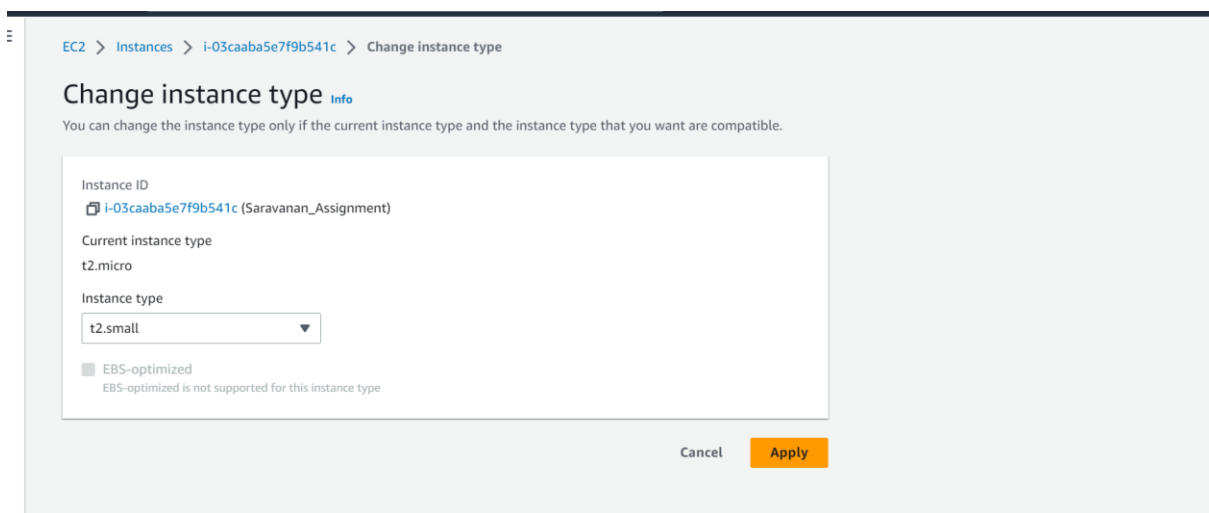 EC2 > Instances > i-03caaba5e7f9b541c > Change instance type
Change instance type Info
You can change the instance type only if the current instance type and the instance type that you want are compatible.
Instance ID
i-03caaba5e7f9b541c (Saravanan_Assignment)
Current instance type
t2.micro
Instance type
t2.small
EBS-optimized
EBS-optimized is not supported for this instance type
Cancel Apply